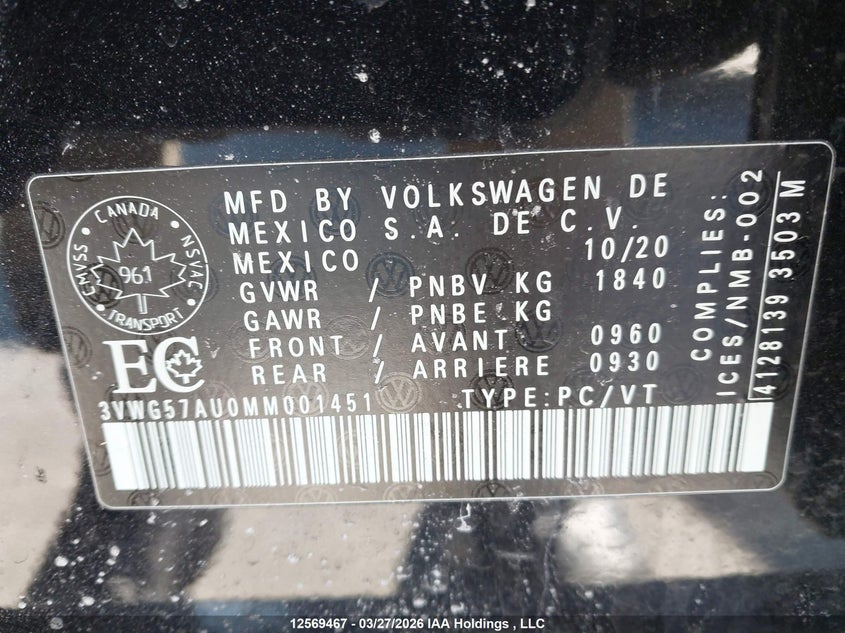 CANADA
CMVSS
NSVAC
961
TRANSPORT
EC
MFD BY VOLKSWAGEN DE
MEXICO S.A. DE C.V.
MEXICO 10/20
GVWR / PNBV KG 1840
GAWR / PNBE KG
FRONT / AVANT 0960
REAR / ARRIERE 0930
3VWG57AU0MM001451 TYPE:PC/VT
COMPLIES:
ICES/NMB-002
4128139 3503 M
12569467 - 03/27/2026 IAA Holdings , LLC